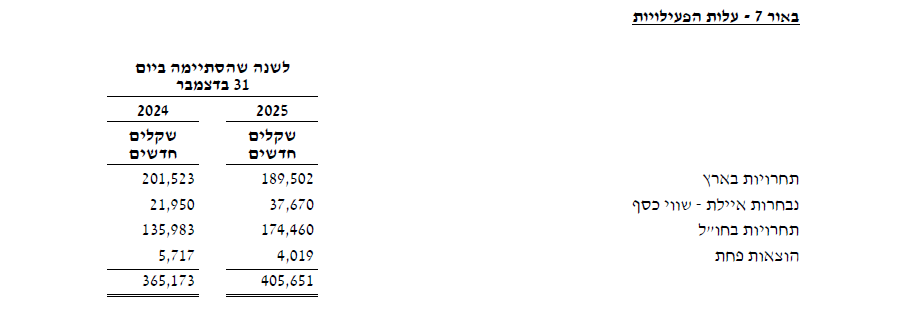 באור 7 - עלות הפעילויות
לשנה שהסתיימה ביום
31 בדצמבר
2025 2024
שקלים חדשים שקלים חדשים
תחרויות בארץ 189,502 201,523
נבחרות איילת - שווי כסף 37,670 21,950
תחרויות בחו״ל 174,460 135,983
הוצאות פחת 4,019 5,717
405,651 365,173